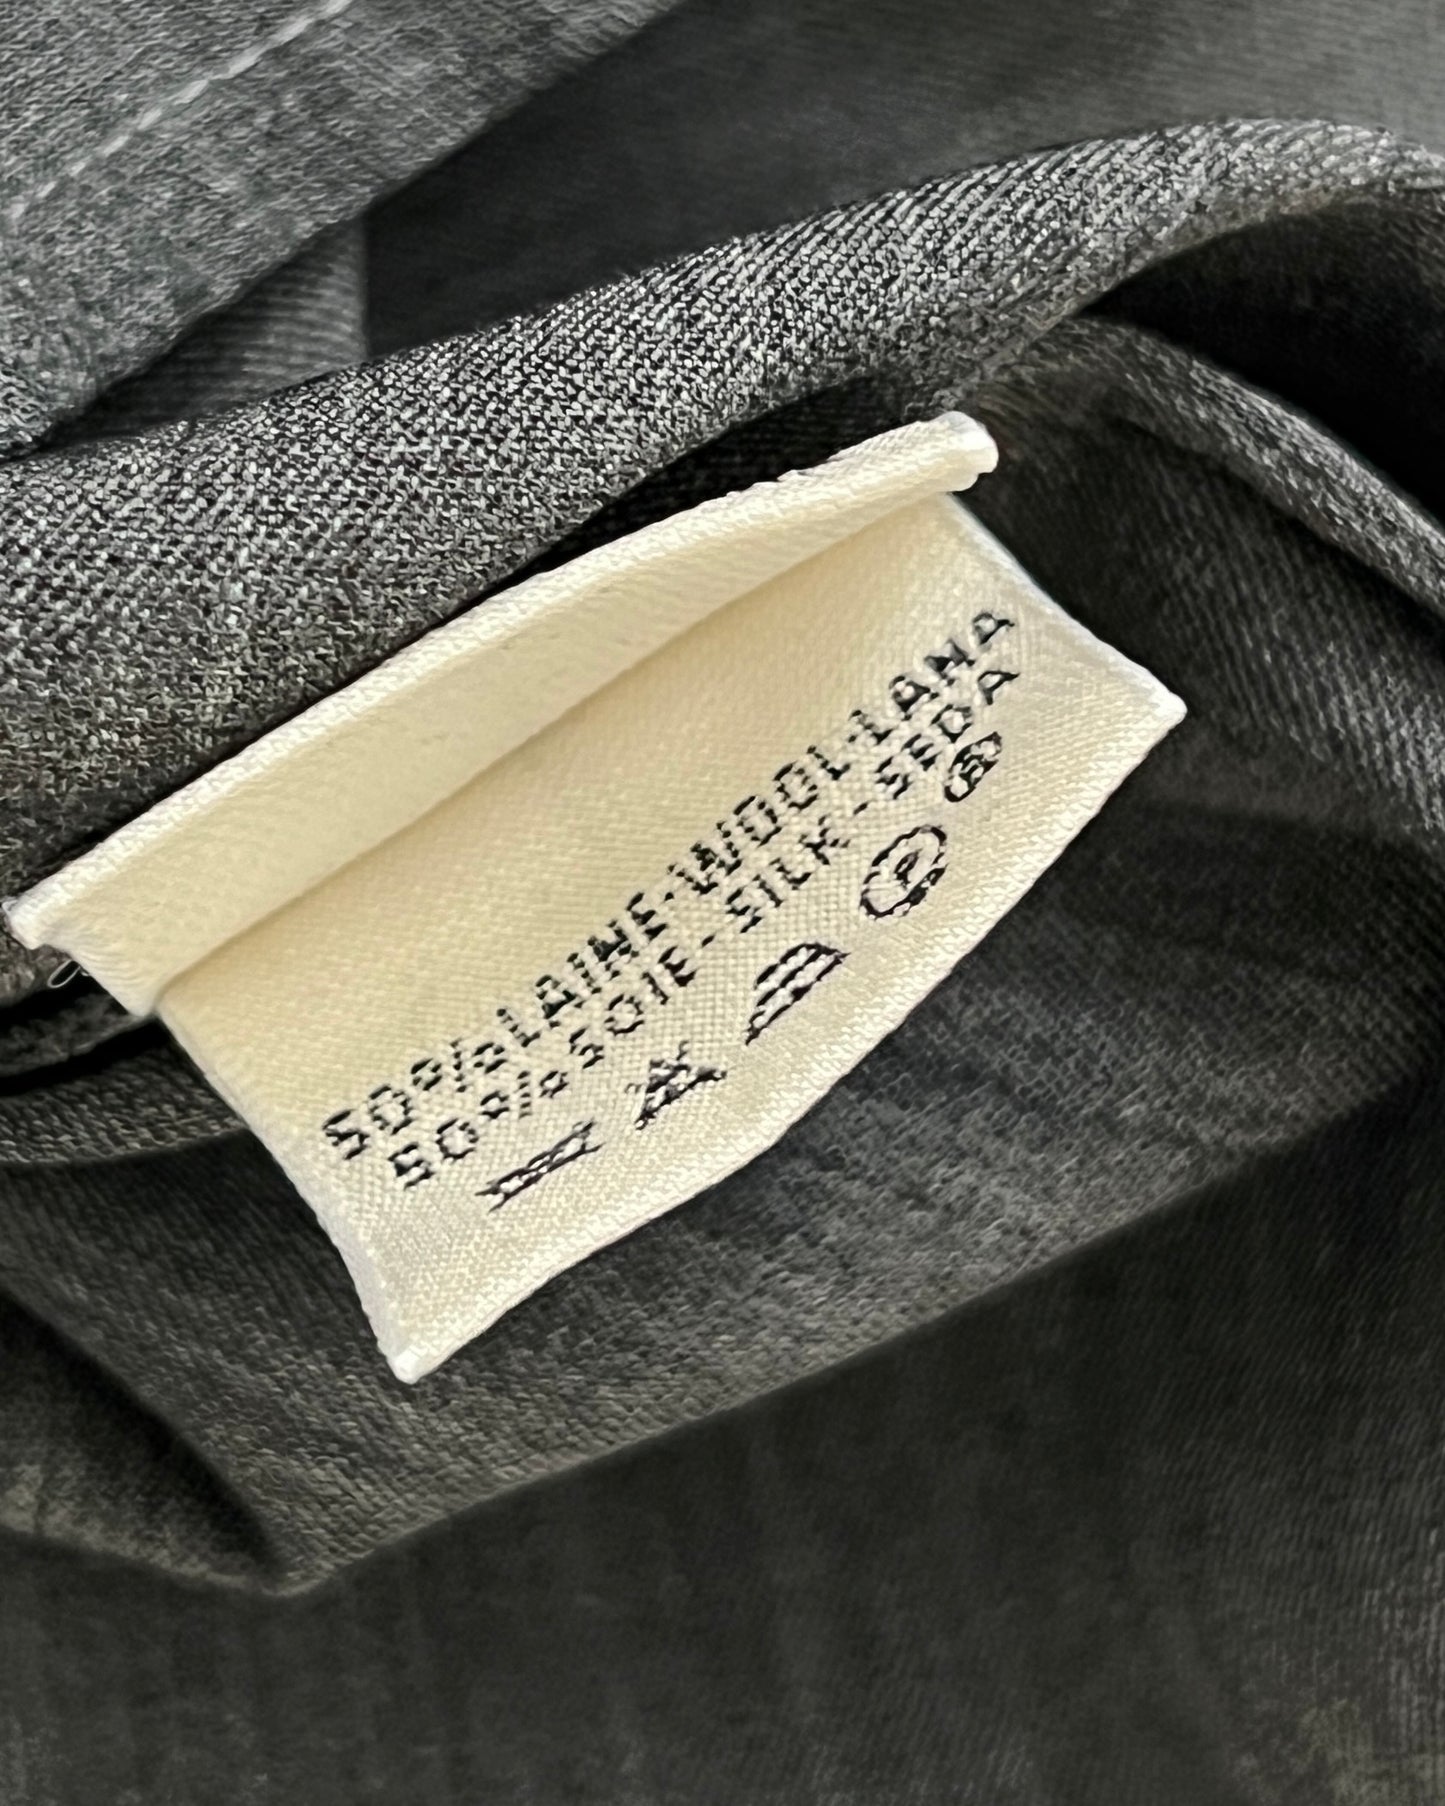 50% LAINE-WOOL-LANA
50% SOIE - SILK - SEDA
P